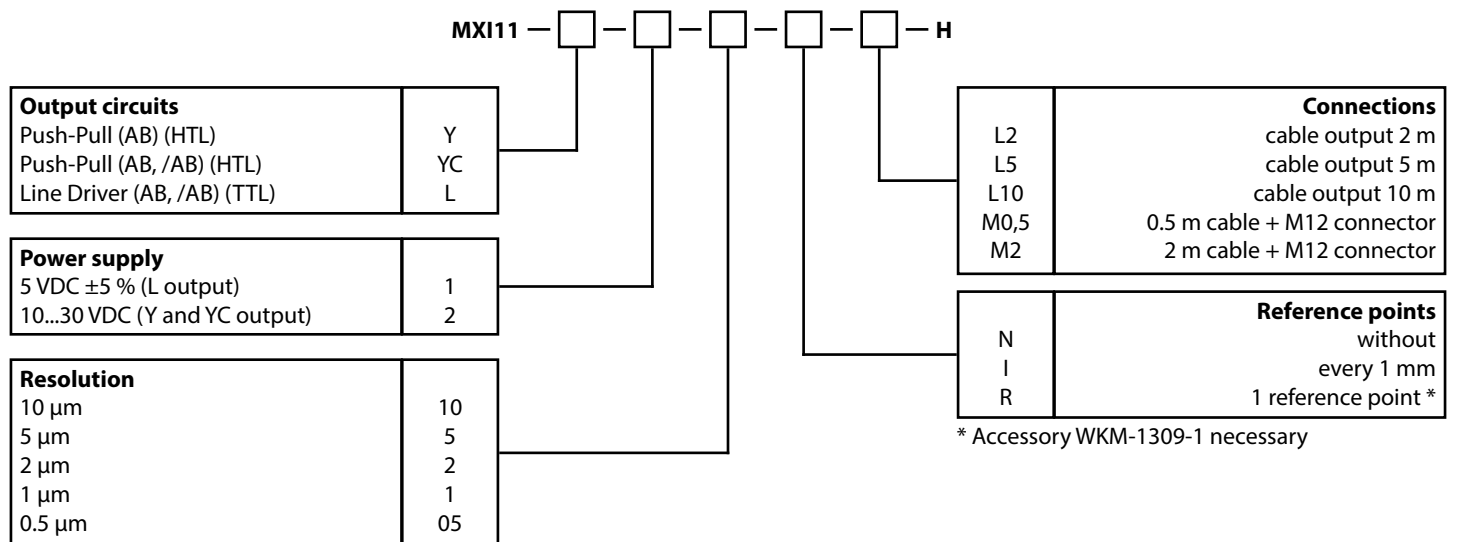 MXI11 — — — — — — H
Output circuits
Push-Pull (AB) (HTL) Y
Push-Pull (AB, /AB) (HTL) YC
Line Driver (AB, /AB) (TTL) L
Power supply
5 VDC ±5 % (L output) 1
10...30 VDC (Y and YC output) 2
Resolution
10 µm 10
5 µm 5
2 µm 2
1 µm 1
0.5 µm 05
Connections
L2 cable output 2 m
L5 cable output 5 m
L10 cable output 10 m
M0,5 0.5 m cable + M12 connector
M2 2 m cable + M12 connector
Reference points
N without
I every 1 mm
R 1 reference point *
* Accessory WKM-1309-1 necessary